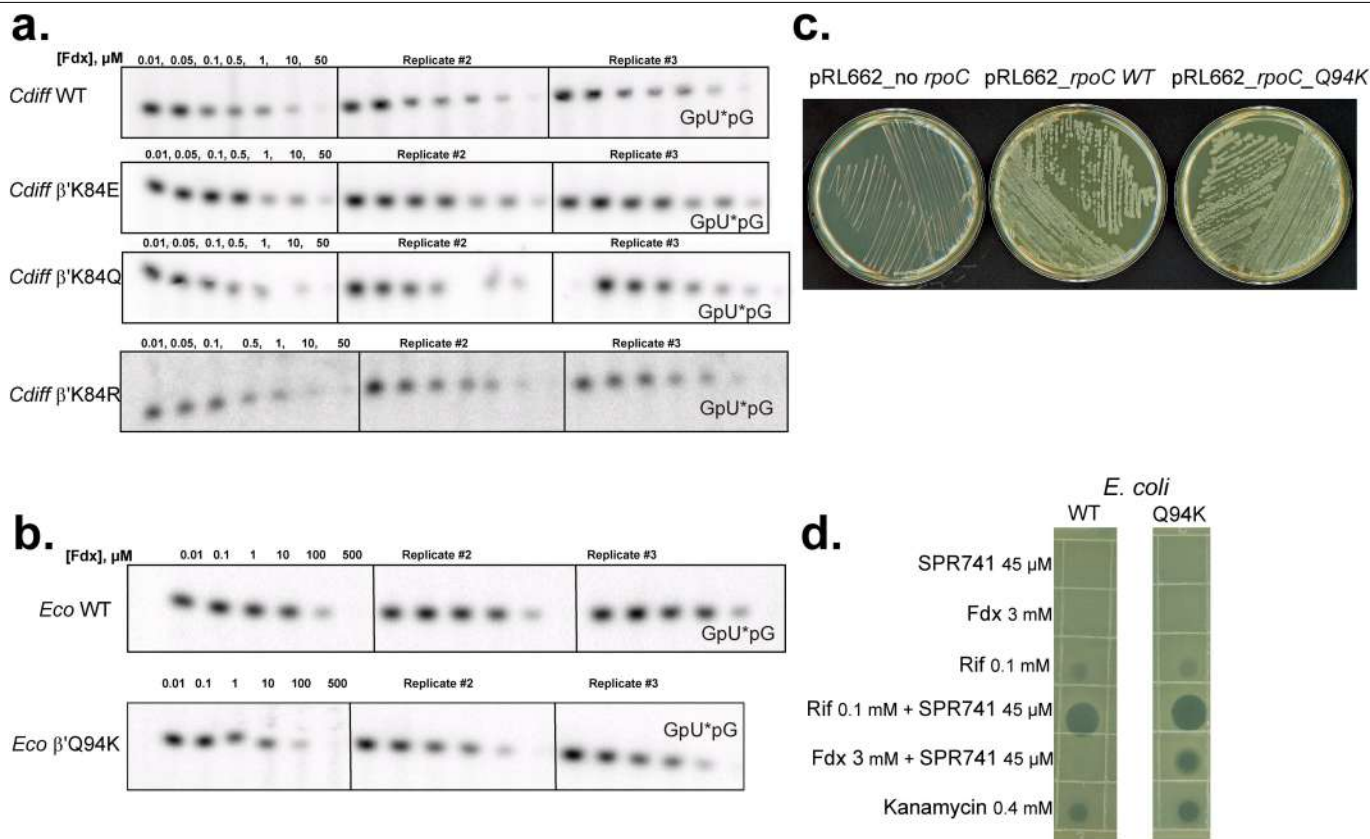 a.
[Fdx], µM 0.01, 0.05, 0.1, 0.5, 1, 10, 50 Replicate #2 Replicate #3
Cdiff WT
GpU*pG
0.01, 0.05, 0.1, 0.5, 1, 10, 50 Replicate #2 Replicate #3
Cdiff β'K84E
GpU*pG
0.01, 0.05, 0.1, 0.5, 1, 10, 50 Replicate #2 Replicate #3
Cdiff β'K84Q
GpU*pG
0.01, 0.05, 0.1, 0.5, 1, 10, 50 Replicate #2 Replicate #3
Cdiff β'K84R
GpU*pG
b.
[Fdx], µM 0.01 0.1 1 10 100 500 Replicate #2 Replicate #3
Eco WT
GpU*pG
0.01 0.1 1 10 100 500 Replicate #2 Replicate #3
GpU*pG
Eco β'Q94K
c.
pRL662_no rpoC pRL662_rpoC WT pRL662_rpoC_Q94K
d.
E. coli
WT Q94K
SPR741 45 µM
Fdx 3 mM
Rif 0.1 mM
Rif 0.1 mM + SPR741 45 µM
Fdx 3 mM + SPR741 45 µM
Kanamycin 0.4 mM